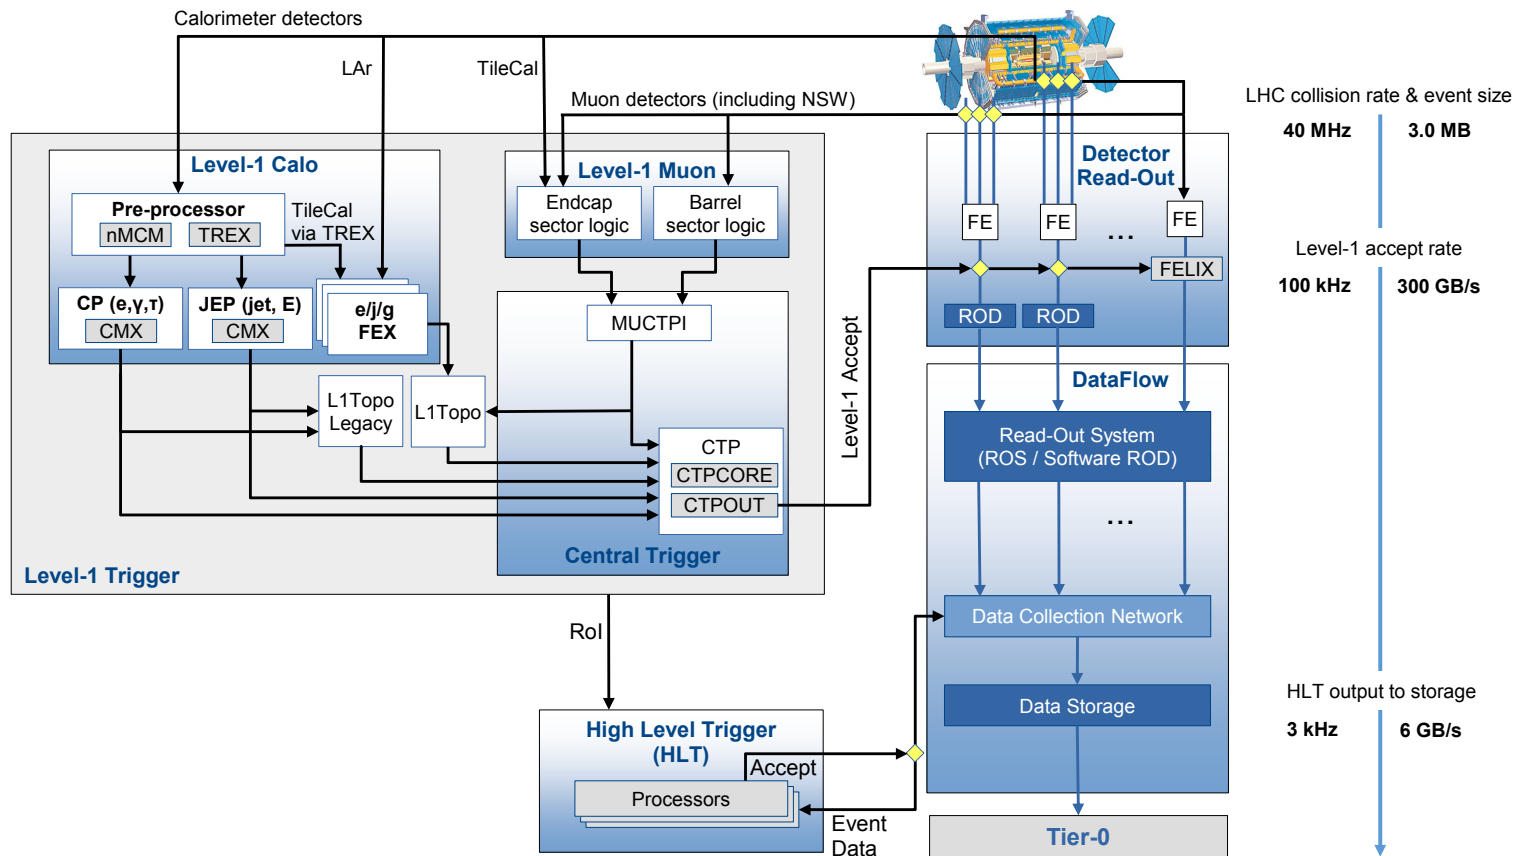 Calorimeter detectors
LAr
TileCal
Muon detectors (including NSW)
LHC collision rate & event size
40 MHz
3.0 MB
Level-1 Calo
Pre-processor
nMCM
TREX
TileCal
via TREX
CP (e,γ,τ)
CMX
JEP (jet, E)
CMX
e/j/g
FEX
Level-1 Muon
Endcap
sector logic
Barrel
sector logic
MUCTPI
L1Topo
Legacy
L1Topo
CTP
CTPCORE
CTPOUT
Central Trigger
Level-1 Trigger
Level-1 Accept
Detector
Read-Out
FE
FE
FE
...
FELIX
ROD
ROD
Level-1 accept rate
100 kHz
300 GB/s
DataFlow
Read-Out System
(ROS / Software ROD)
...
Data Collection Network
Data Storage
RoI
High Level Trigger
(HLT)
Accept
Processors
Event
Data
HLT output to storage
3 kHz
6 GB/s
Tier-0